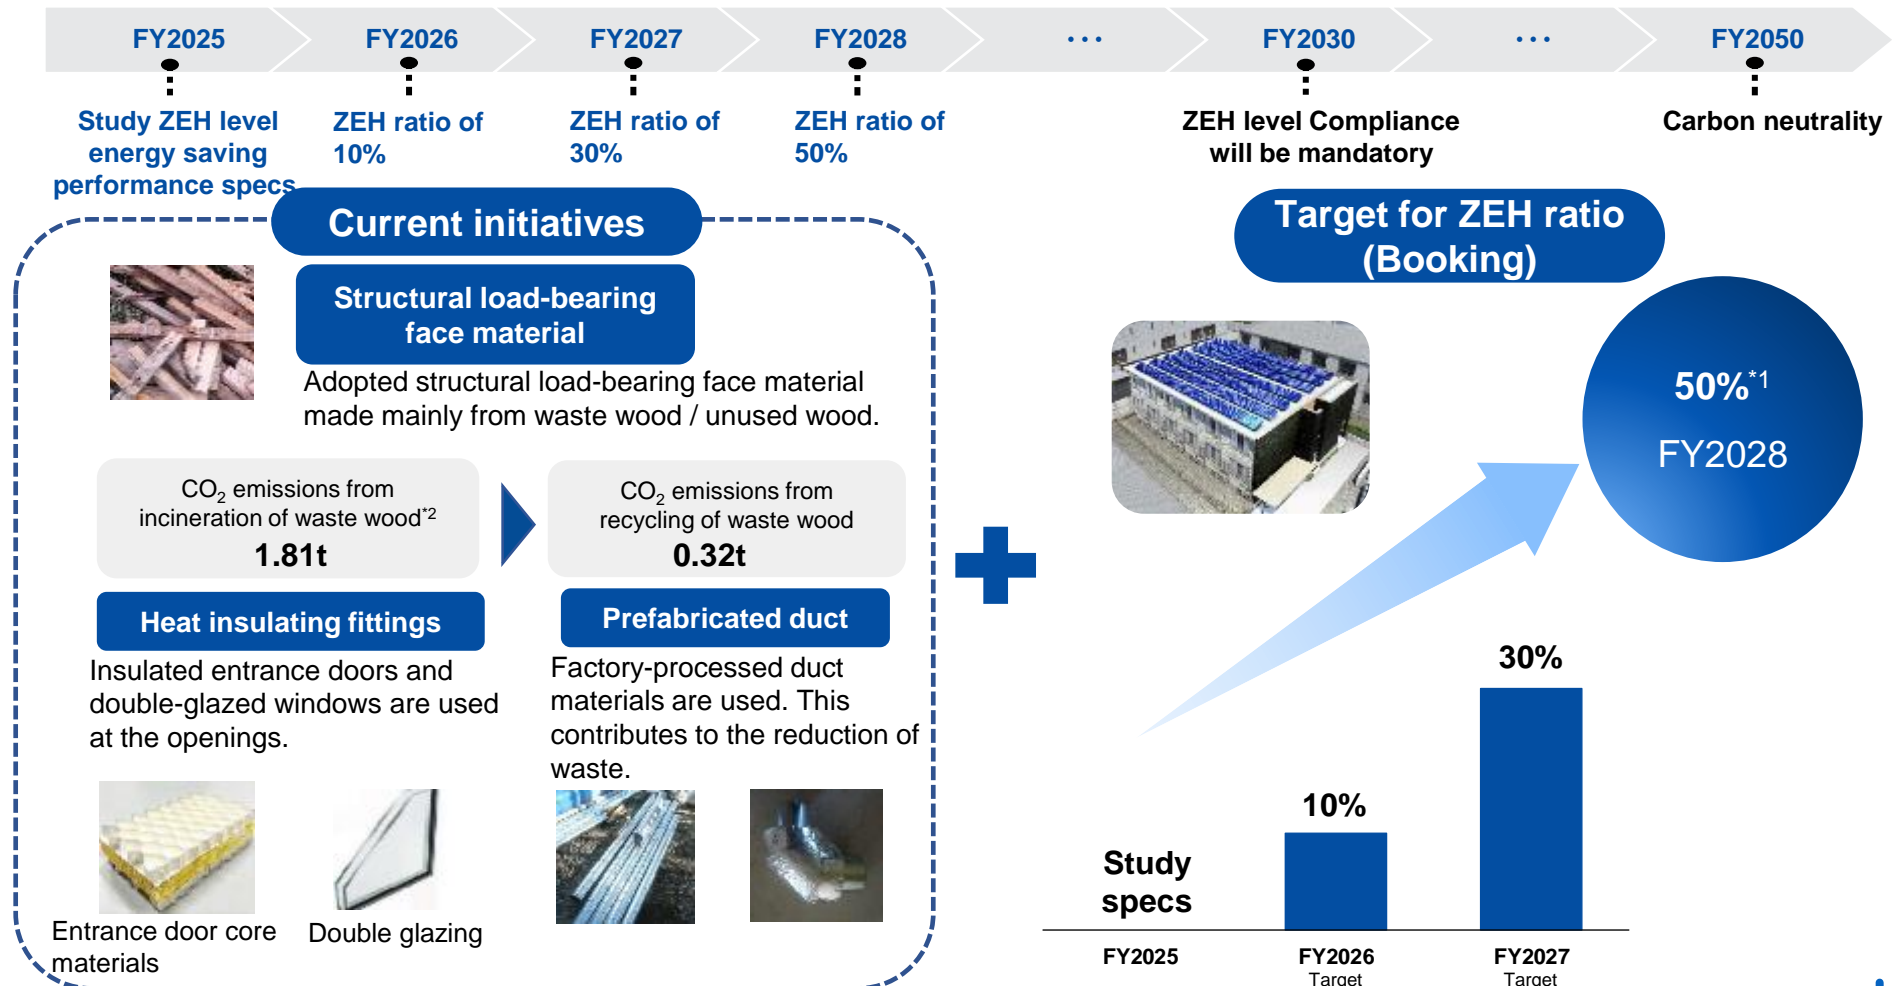 FY2025
FY2026
FY2027
FY2028
...
FY2030
...
FY2050
Study ZEH level
energy saving
performance specs
ZEH ratio of
10%
ZEH ratio of
30%
ZEH ratio of
50%
ZEH level Compliance
will be mandatory
Carbon neutrality
Current initiatives
Structural load-bearing
face material
Adopted structural load-bearing face material
made mainly from waste wood / unused wood.
CO₂ emissions from
incineration of waste wood*2
1.81t
CO₂ emissions from
recycling of waste wood
0.32t
Heat insulating fittings
Insulated entrance doors and
double-glazed windows are used
at the openings.
Entrance door core
materials
Double glazing
Prefabricated duct
Factory-processed duct
materials are used. This
contributes to the reduction of
waste.
Target for ZEH ratio
(Booking)
50%*1
FY2028
30%
10%
Study
specs
FY2025
FY2026
Target
FY2027
Target